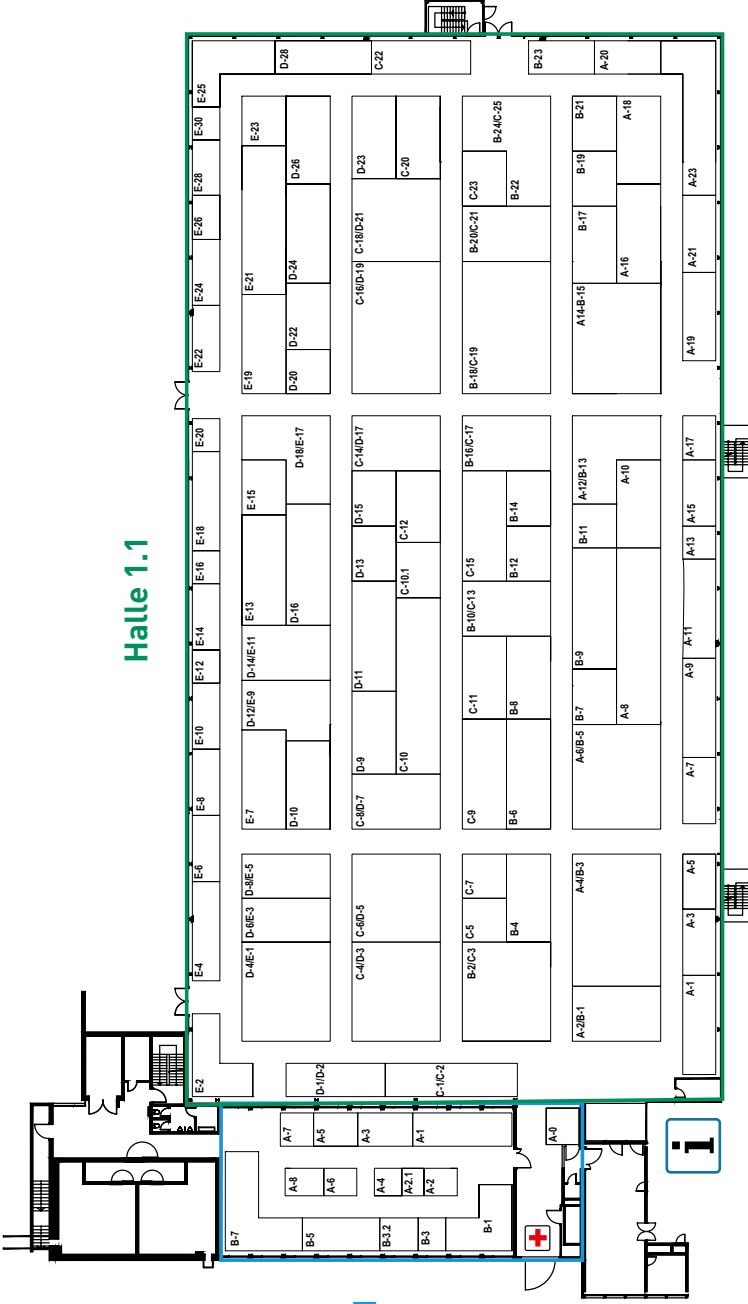 Halle 1.1
D-28
C-22
B-23
A-20
E-25
E-30
E-28
E-26
E-24
E-22
E-20
E-18
E-16
E-14
E-12
E-10
E-8
E-6
E-4
E-2
E-23
D-26
E-21
D-24
D-22
E-19
D-20
D-18/E-17
E-15
E-13
D-16
D-14/E-11
D-12/E-9
E-7
D-10
D-8/E-5
D-6/E-3
D-4/E-1
D-23
C-20
C-18/D-21
C-16/D-19
C-14/D-17
D-15
C-12
D-13
C-10.1
D-11
D-9
C-10
C-8/D-7
C-6/D-5
C-4/D-3
B-24/C-25
C-23
B-22
B-20/C-21
B-18/C-19
B-16/C-17
C-15
B-14
B-12
B-10/C-13
C-11
B-8
C-9
B-6
C-7
C-5
B-4
B-2/C-3
B-21
A-18
B-19
B-17
A-16
A14-B-15
A-12/B-13
A-10
B-11
B-9
B-7
A-8
A-6/B-5
A-4/B-3
A-2/B-1
A-23
A-21
A-19
A-17
A-15
A-13
A-11
A-9
A-7
A-5
A-3
A-1
D-1/D-2
C-1/C-2
A-7
A-5
A-3
A-1
A-0
A-8
A-6
A-4
A-2.1
A-2
B-7
B-5
B-3.2
B-3
B-1
i